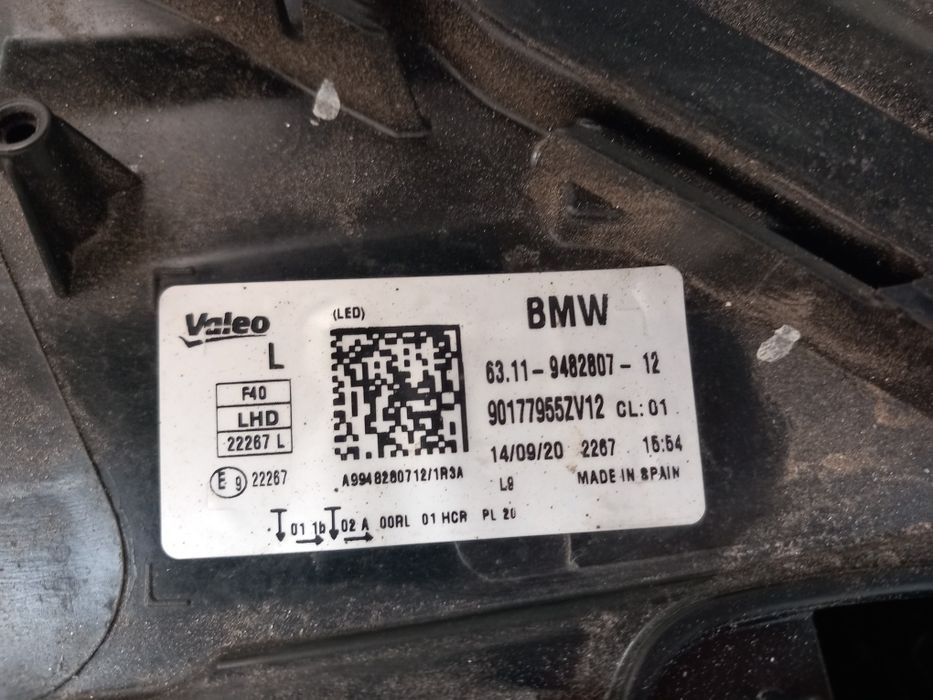 Valeo
L
(LED)
BMW
63.11-9482807-12
F40
LHD
22267 L
90177955ZV12 CL:01
14/09/20 2267 15:54
E9 22267
A9948280712/1R3A
L9
MADE IN SPAIN
01 1b 02 A 00RL 01 HCR PL 20